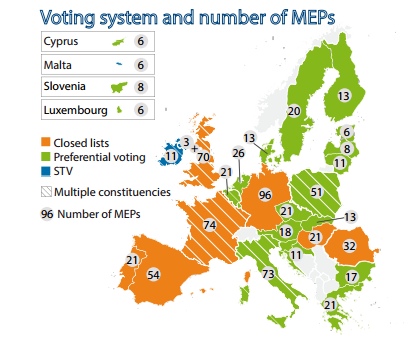 Voting system and number of MEPs
Cyprus 6
Malta 6
Slovenia 8
Luxembourg 6
Closed lists
Preferential voting
STV
Multiple constituencies
96 Number of MEPs
13
20
6
8
11
13
3 + 70
11
26
21
96
51
21
13
74
18
21
32
11
21
54
73
17
21